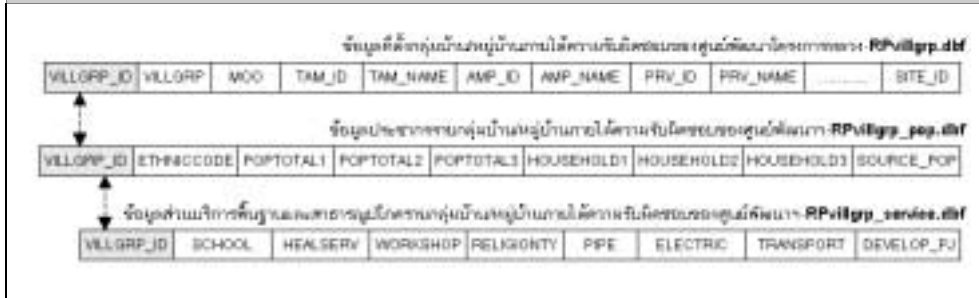 ข้อมูลที่ตั้งกลุ่มบ้าน/หมู่บ้านภายใต้ความรับผิดชอบของศูนย์พัฒนาโครงการหลวง-RPvillgrp.dbf
VILLGRP_ID VILLGRP MOO TAM_ID TAM_NAME AMP_ID AMP_NAME PRV_ID PRV_NAME ........... SITE_ID
ข้อมูลประชากรรายกลุ่มบ้าน/หมู่บ้านภายใต้ความรับผิดชอบของศูนย์พัฒนาฯ-RPvillgrp_pop.dbf
VILLGRP_ID ETHNICCODE POPTOTAL1 POPTOTAL2 POPTOTAL3 HOUSEHOLD1 HOUSEHOLD2 HOUSEHOLD3 SOURCE_POP
ข้อมูลส่วนบริการพื้นฐานและสาธารณูปโภครายกลุ่มบ้าน/หมู่บ้านภายใต้ความรับผิดชอบของศูนย์พัฒนาฯ-RPvillgrp_service.dbf
VILLGRP_ID SCHOOL HEALSERV WORKSHOP RELIGIONTY PIPE ELECTRIC TRANSPORT DEVELOP_PJ